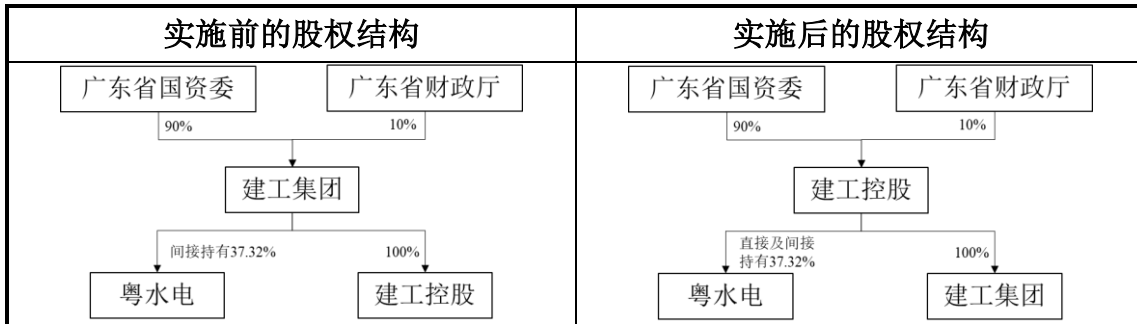 实施前的股权结构
实施后的股权结构
广东省国资委
广东省财政厅
90%
10%
建工集团
间接持有37.32%
100%
粤水电
建工控股
广东省国资委
广东省财政厅
90%
10%
建工控股
直接及间接
持有37.32%
100%
粤水电
建工集团